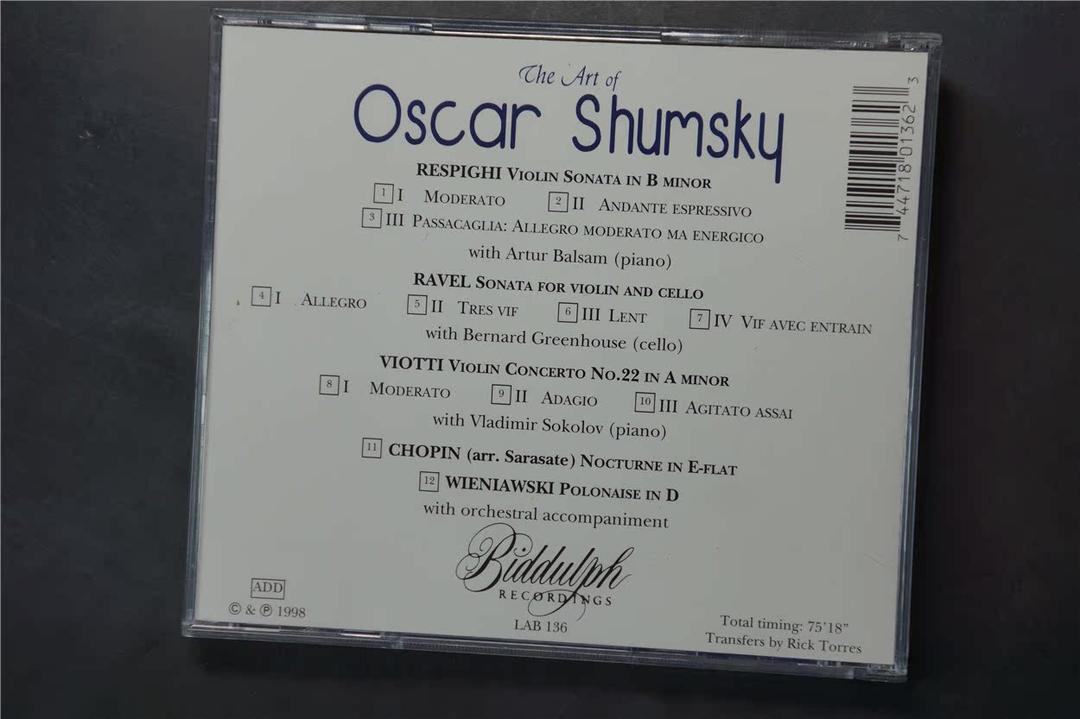 The Art of
Oscar Shumsky
RESPIGHI VIOLIN SONATA IN B MINOR
1 I MODERATO 2 II ANDANTE ESPRESSIVO
3 III PASSACAGLIA: ALLEGRO MODERATO MA ENERGICO
with Artur Balsam (piano)
RAVEL SONATA FOR VIOLIN AND CELLO
4 I ALLEGRO 5 II TRES VIF 6 III LENT 7 IV VIF AVEC ENTRAIN
with Bernard Greenhouse (cello)
VIOTTI VIOLIN CONCERTO NO.22 IN A MINOR
8 I MODERATO 9 II ADAGIO 10 III AGITATO ASSAI
with Vladimir Sokolov (piano)
11 CHOPIN (arr. Sarasate) NOCTURNE IN E-FLAT
12 WIENIAWSKI POLONAISE IN D
with orchestral accompaniment
Biddulph
RECORDINGS
LAB 136
ADD
© & ℗ 1998
Total timing: 75'18"
Transfers by Rick Torres
7 44718 01362 3